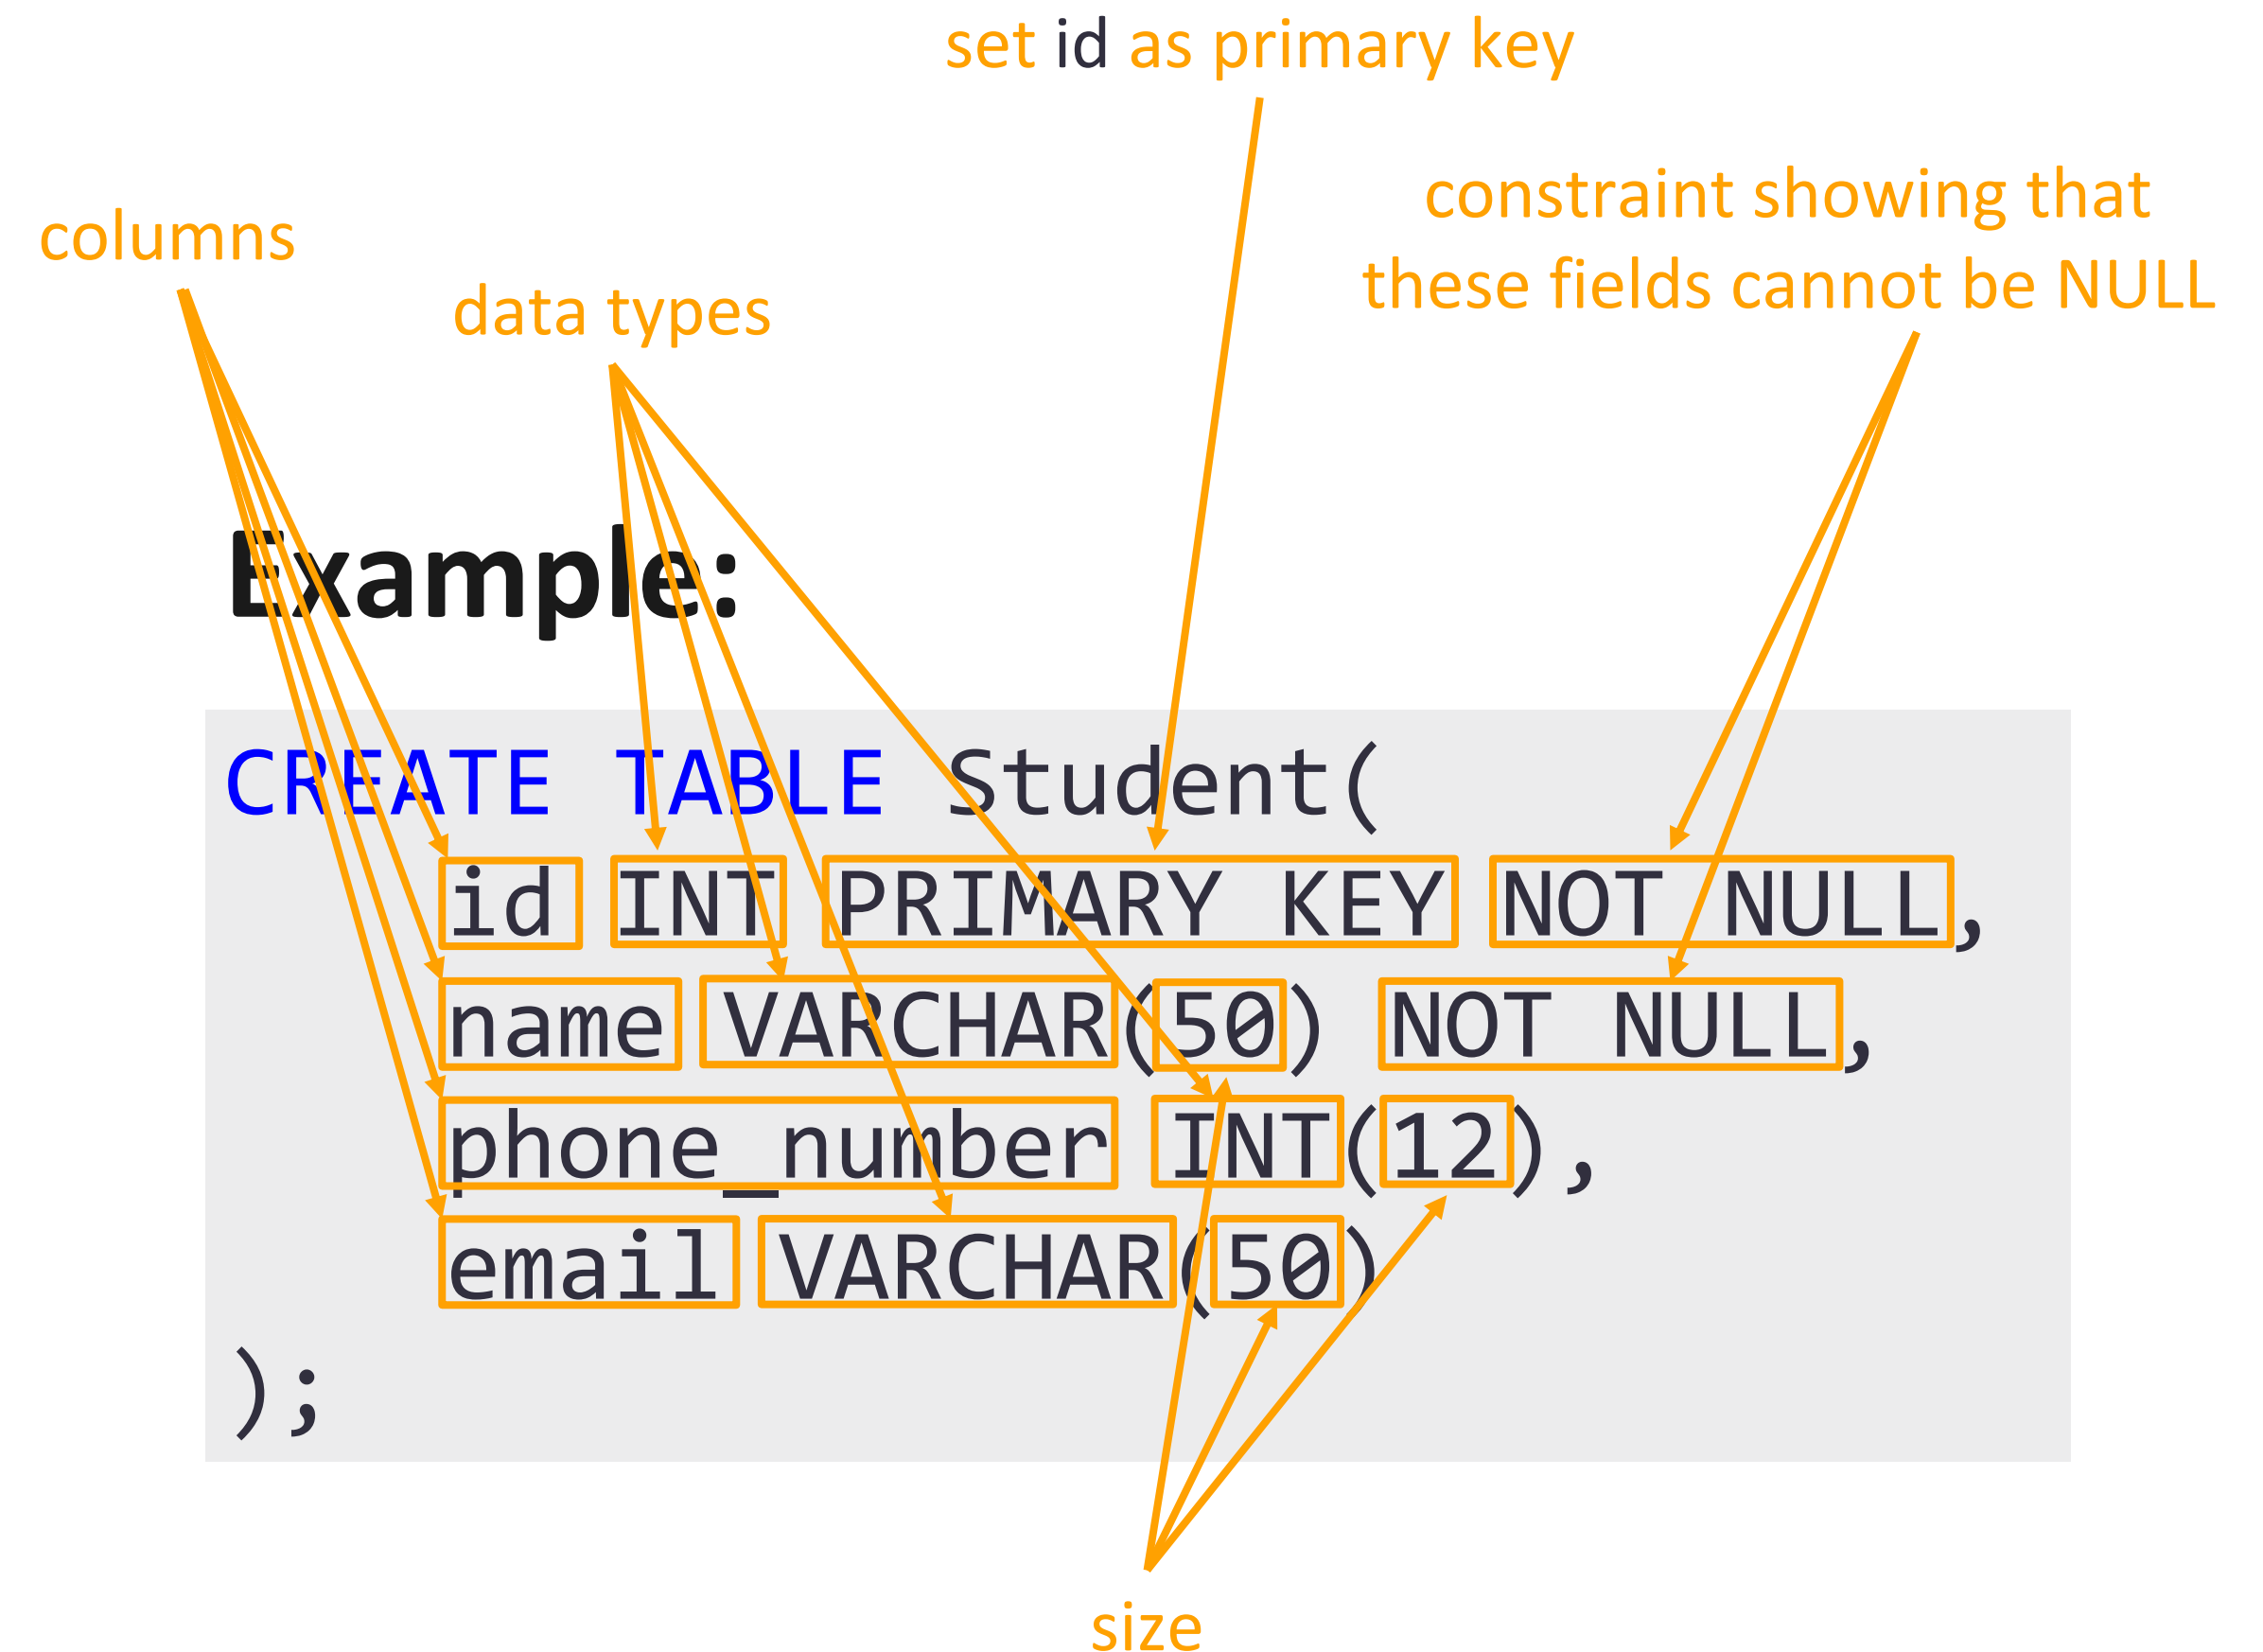 set id as primary key
constraint showing that
these fields cannot be NULL
columns
data types
Example:
CREATE TABLE Student(
id INT PRIMARY KEY NOT NULL,
name VARCHAR(50) NOT NULL,
phone_number INT(12),
email VARCHAR(50)
);
size